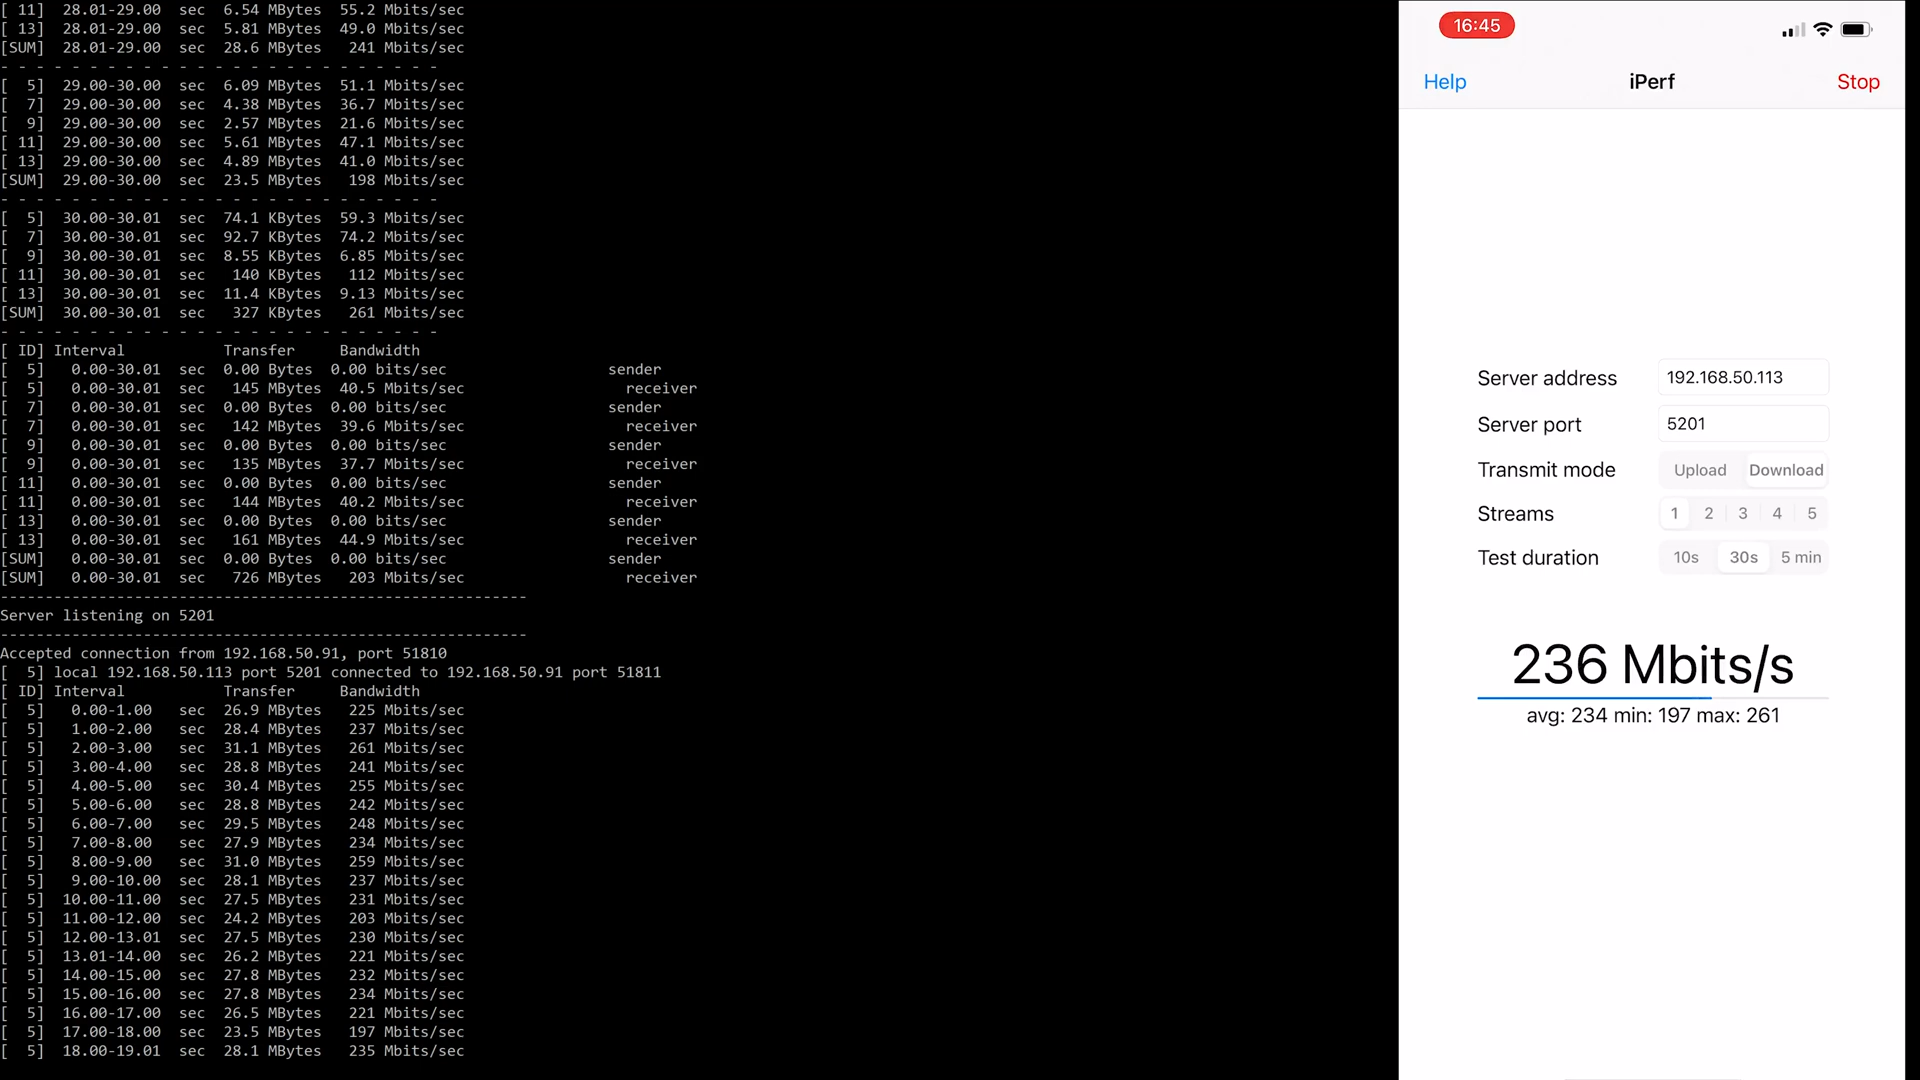 [ 11]  28.01-29.00  sec  6.54 MBytes  55.2 Mbits/sec
[ 13]  28.01-29.00  sec  5.81 MBytes  49.0 Mbits/sec
[SUM]  28.01-29.00  sec  28.6 MBytes   241 Mbits/sec
- - - - - - - - - - - - - - - - - - - - - - - - -
[  5]  29.00-30.00  sec  6.09 MBytes  51.1 Mbits/sec
[  7]  29.00-30.00  sec  4.38 MBytes  36.7 Mbits/sec
[  9]  29.00-30.00  sec  2.57 MBytes  21.6 Mbits/sec
[ 11]  29.00-30.00  sec  5.61 MBytes  47.1 Mbits/sec
[ 13]  29.00-30.00  sec  4.89 MBytes  41.0 Mbits/sec
[SUM]  29.00-30.00  sec  23.5 MBytes   198 Mbits/sec
- - - - - - - - - - - - - - - - - - - - - - - - -
[  5]  30.00-30.01  sec  74.1 KBytes  59.3 Mbits/sec
[  7]  30.00-30.01  sec  92.7 KBytes  74.2 Mbits/sec
[  9]  30.00-30.01  sec  8.55 KBytes  6.85 Mbits/sec
[ 11]  30.00-30.01  sec   140 KBytes   112 Mbits/sec
[ 13]  30.00-30.01  sec  11.4 KBytes  9.13 Mbits/sec
[SUM]  30.00-30.01  sec   327 KBytes   261 Mbits/sec
- - - - - - - - - - - - - - - - - - - - - - - - -
[ ID] Interval           Transfer     Bandwidth
[  5]   0.00-30.01  sec  0.00 Bytes  0.00 bits/sec                  sender
[  5]   0.00-30.01  sec   145 MBytes  40.5 Mbits/sec                  receiver
[  7]   0.00-30.01  sec  0.00 Bytes  0.00 bits/sec                  sender
[  7]   0.00-30.01  sec   142 MBytes  39.6 Mbits/sec                  receiver
[  9]   0.00-30.01  sec  0.00 Bytes  0.00 bits/sec                  sender
[  9]   0.00-30.01  sec   135 MBytes  37.7 Mbits/sec                  receiver
[ 11]   0.00-30.01  sec  0.00 Bytes  0.00 bits/sec                  sender
[ 11]   0.00-30.01  sec   144 MBytes  40.2 Mbits/sec                  receiver
[ 13]   0.00-30.01  sec  0.00 Bytes  0.00 bits/sec                  sender
[ 13]   0.00-30.01  sec   161 MBytes  44.9 Mbits/sec                  receiver
[SUM]   0.00-30.01  sec  0.00 Bytes  0.00 bits/sec                  sender
[SUM]   0.00-30.01  sec   726 MBytes   203 Mbits/sec                  receiver
-----------------------------------------------------------
Server listening on 5201
-----------------------------------------------------------
Accepted connection from 192.168.50.91, port 51810
[  5] local 192.168.50.113 port 5201 connected to 192.168.50.91 port 51811
[ ID] Interval           Transfer     Bandwidth
[  5]   0.00-1.00   sec  26.9 MBytes   225 Mbits/sec
[  5]   1.00-2.00   sec  28.4 MBytes   237 Mbits/sec
[  5]   2.00-3.00   sec  31.1 MBytes   261 Mbits/sec
[  5]   3.00-4.00   sec  28.8 MBytes   241 Mbits/sec
[  5]   4.00-5.00   sec  30.4 MBytes   255 Mbits/sec
[  5]   5.00-6.00   sec  28.8 MBytes   242 Mbits/sec
[  5]   6.00-7.00   sec  29.5 MBytes   248 Mbits/sec
[  5]   7.00-8.00   sec  27.9 MBytes   234 Mbits/sec
[  5]   8.00-9.00   sec  31.0 MBytes   259 Mbits/sec
[  5]   9.00-10.00  sec  28.1 MBytes   237 Mbits/sec
[  5]  10.00-11.00  sec  27.5 MBytes   231 Mbits/sec
[  5]  11.00-12.00  sec  24.2 MBytes   203 Mbits/sec
[  5]  12.00-13.01  sec  27.5 MBytes   230 Mbits/sec
[  5]  13.01-14.00  sec  26.2 MBytes   221 Mbits/sec
[  5]  14.00-15.00  sec  27.8 MBytes   232 Mbits/sec
[  5]  15.00-16.00  sec  27.8 MBytes   234 Mbits/sec
[  5]  16.00-17.00  sec  26.5 MBytes   221 Mbits/sec
[  5]  17.00-18.00  sec  23.5 MBytes   197 Mbits/sec
[  5]  18.00-19.01  sec  28.1 MBytes   235 Mbits/sec
16:45
Help iPerf Stop
Server address 192.168.50.113
Server port 5201
Transmit mode Upload Download
Streams 1 2 3 4 5
Test duration 10s 30s 5 min
236 Mbits/s
avg: 234 min: 197 max: 261